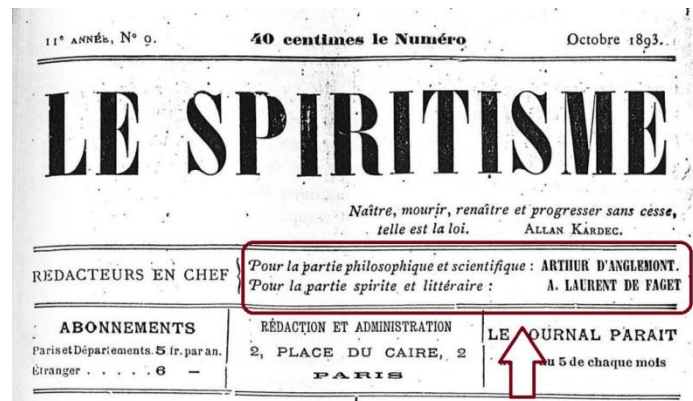 11ᵉ ANNÉE, Nº 9.
40 centimes le Numéro
Octobre 1893.
LE SPIRITISME
Naître, mourir, renaître et progresser sans cesse,
telle est la loi. ALLAN KARDEC.
REDACTEURS EN CHEF
Pour la partie philosophique et scientifique : ARTHUR D'ANGLEMONT.
Pour la partie spirite et littéraire : A. LAURENT DE FAGET
ABONNEMENTS
Paris et Départements. 5 fr. par an.
Étranger . . . . . 6 —
RÉDACTION ET ADMINISTRATION
2, PLACE DU CAIRE, 2
PARIS
LE JOURNAL PARAIT
5 de chaque mois